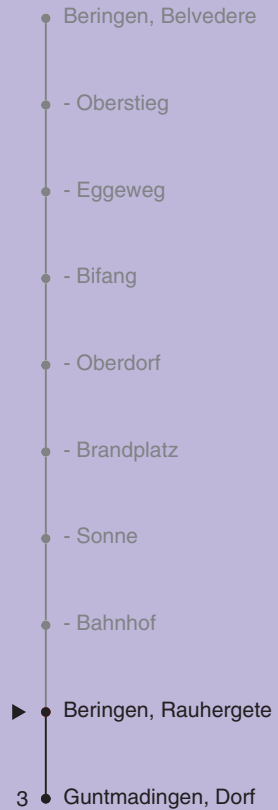 Beringen, Belvedere
- Oberstieg
- Eggeweg
- Bifang
- Oberdorf
- Brandplatz
- Sonne
- Bahnhof
Beringen, Rauhergete
3 Guntmadingen, Dorf